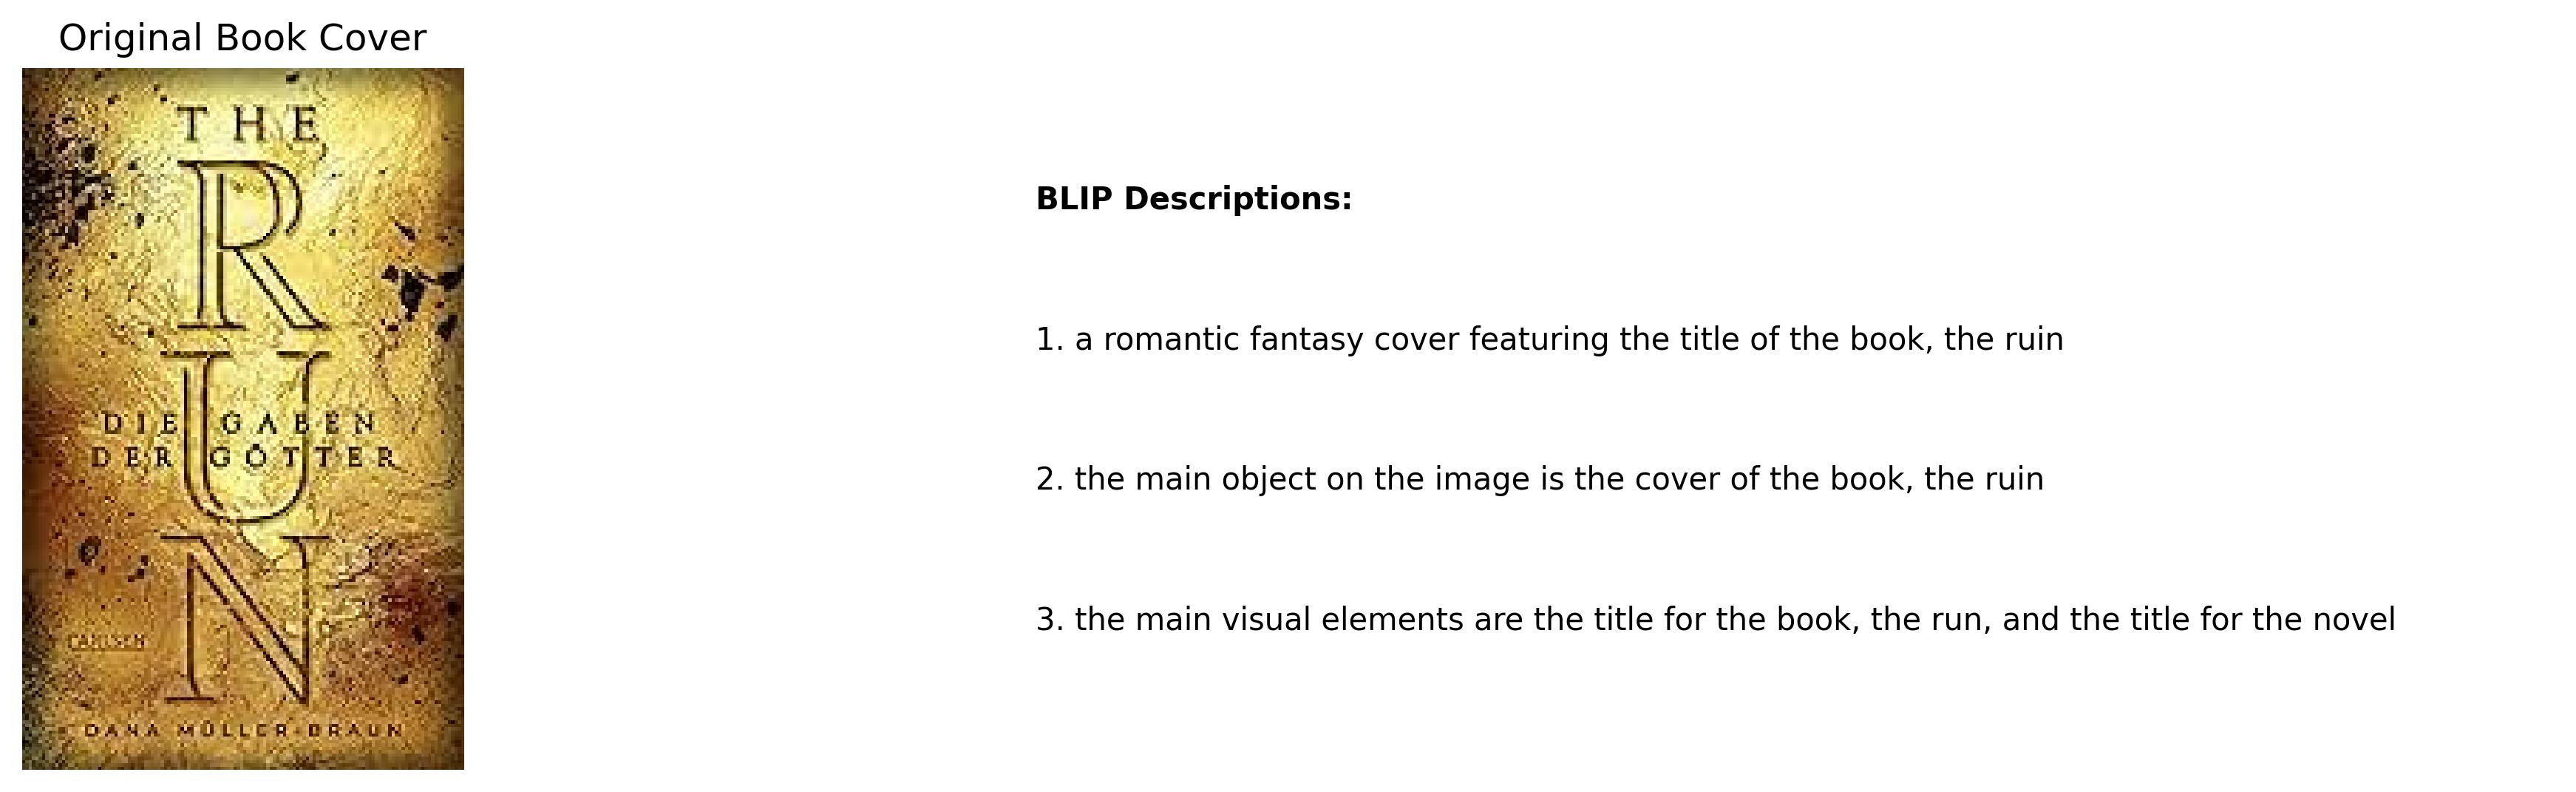 Original Book Cover
THE
R
U
DIE GABEN
DER GÖTTER
N
CARLSEN
DANA MÜLLER-BRAUN
BLIP Descriptions:
1. a romantic fantasy cover featuring the title of the book, the ruin
2. the main object on the image is the cover of the book, the ruin
3. the main visual elements are the title for the book, the run, and the title for the novel